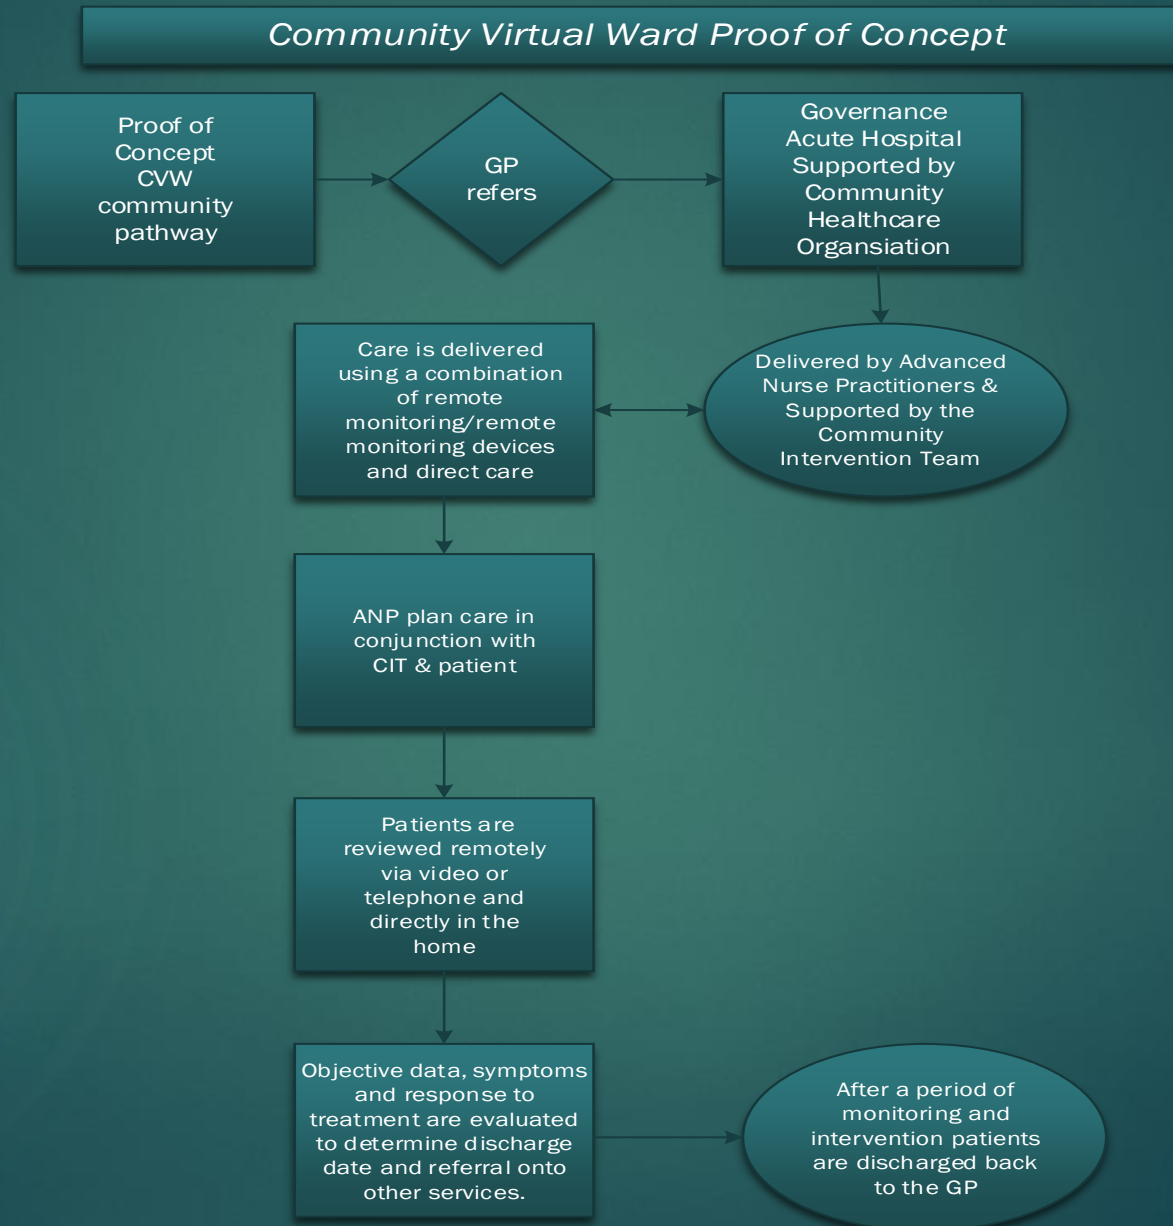 Community Virtual Ward Proof of Concept
Proof of
Concept
CVW
community
pathway
GP
refers
Governance
Acute Hospital
Supported by
Community
Healthcare
Organsiation
Delivered by Advanced
Nurse Practitioners &
Supported by the
Community
Intervention Team
Care is delivered
using a combination
of remote
monitoring/remote
monitoring devices
and direct care
ANP plan care in
conjunction with
CIT & patient
Patients are
reviewed remotely
via video or
telephone and
directly in the
home
Objective data, symptoms
and response to
treatment are evaluated
to determine discharge
date and referral onto
other services.
After a period of
monitoring and
intervention patients
are discharged back
to the GP